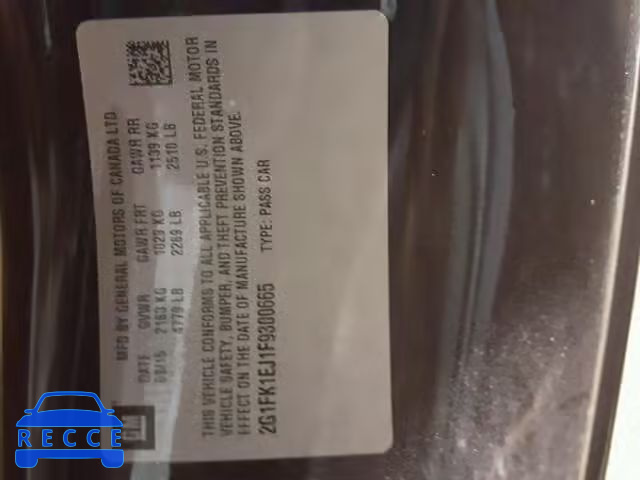 MFD BY GENERAL MOTORS OF CANADA LTD
DATE GVWR GAWR FRT GAWR RR
2163 KG 1029 KG 1139 KG
4779 LB 2269 LB 2510 LB
THIS VEHICLE CONFORMS TO ALL APPLICABLE U.S. FEDERAL MOTOR
VEHICLE SAFETY, BUMPER, AND THEFT PREVENTION STANDARDS IN
EFFECT ON THE DATE OF MANUFACTURE SHOWN ABOVE.
2G1FK1EJ1F9300665 TYPE: PASS CAR
GM
RECCE